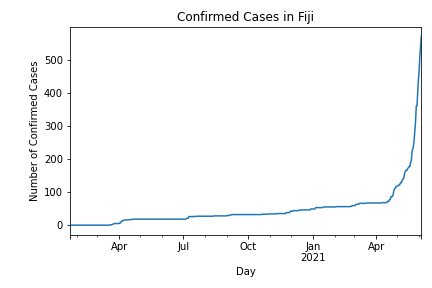 Confirmed Cases in Fiji
Number of Confirmed Cases
500
400
300
200
100
0
Apr
Jul
Oct
Jan
2021
Apr
Day